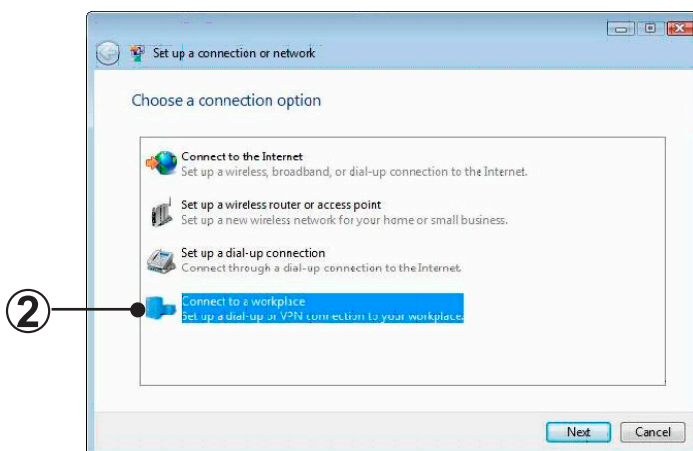 Set up a connection or network
Choose a connection option
Connect to the Internet
Set up a wireless, broadband, or dial-up connection to the Internet.
Set up a wireless router or access point
Set up a new wireless network for your home or small business.
Set up a dial-up connection
Connect through a dial-up connection to the Internet.
2
Connect to a workplace
Set up a dial-up or VPN connection to your workplace.
Next
Cancel